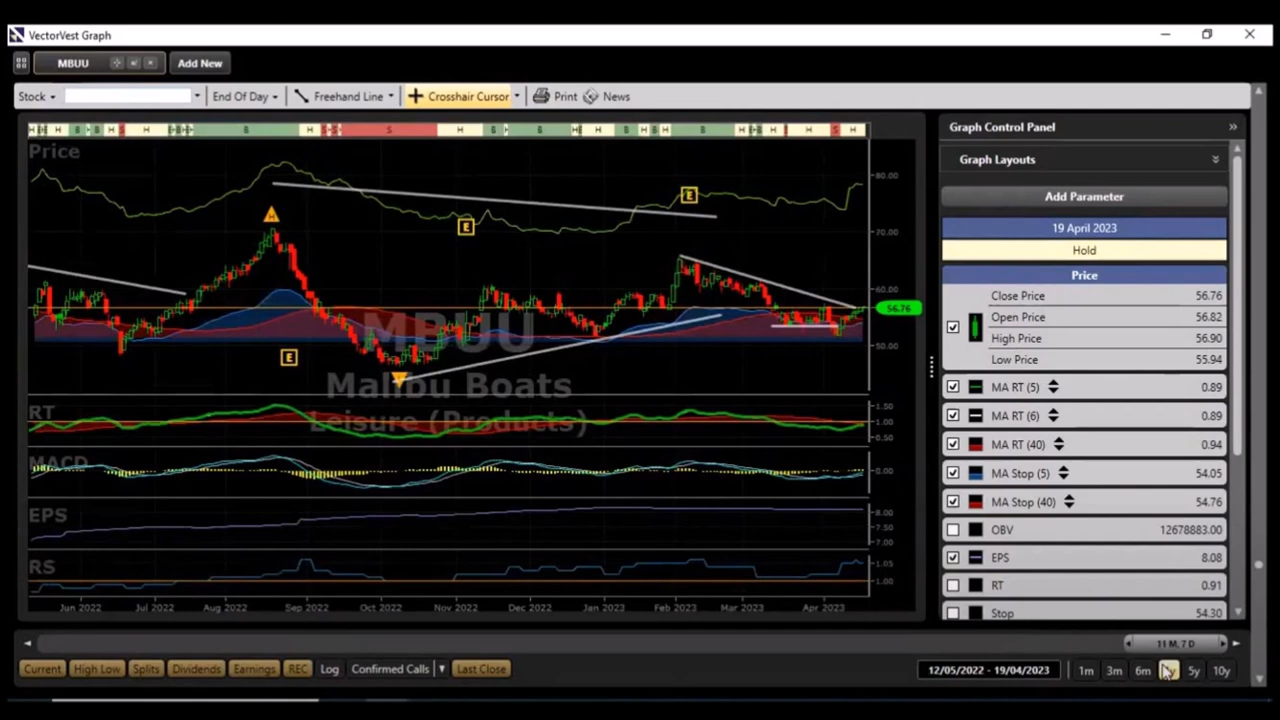 VectorVest Graph
MBUU Add New
Stock End Of Day Freehand Line Crosshair Cursor Print News
Price
80.00
70.00
60.00
56.76
50.00
H
E
E
E
MBUU
Malibu Boats
Leisure (Products)
RT
1.50
1.00
0.50
MACD
0.00
EPS
8.00
7.50
7.00
RS
1.05
1.00
Jun 2022 Jul 2022 Aug 2022 Sep 2022 Oct 2022 Nov 2022 Dec 2022 Jan 2023 Feb 2023 Mar 2023 Apr 2023
Graph Control Panel
Graph Layouts
Add Parameter
19 April 2023
Hold
Price
Close Price 56.76
Open Price 56.82
High Price 56.90
Low Price 55.94
MA RT (5) 0.89
MA RT (6) 0.89
MA RT (40) 0.94
MA Stop (5) 54.05
MA Stop (40) 54.76
OBV 12678883.00
EPS 8.08
RT 0.91
Stop 54.30
11 M, 7 D
Current High Low Splits Dividends Earnings REC Log Confirmed Calls Last Close 12/05/2022 - 19/04/2023 1m 3m 6m 5y 10y